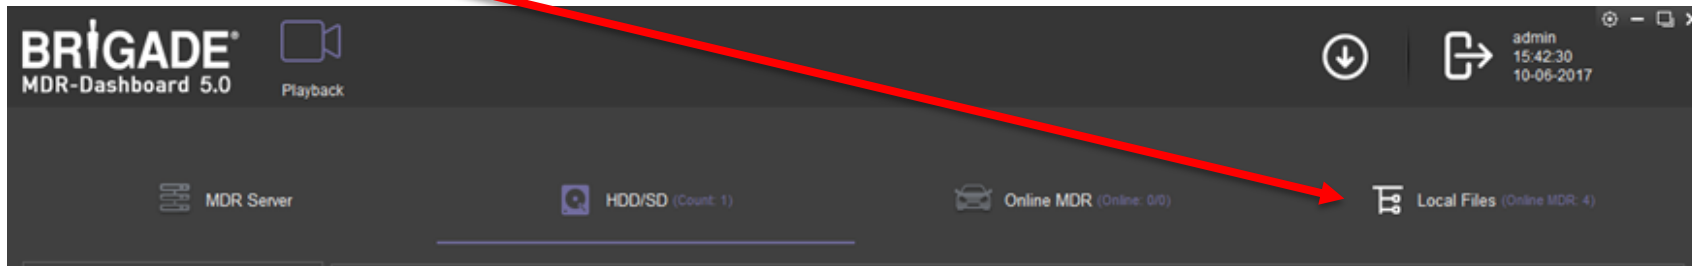 BRIGADE
MDR-Dashboard 5.0
Playback
admin
15:42:30
10-06-2017
MDR Server
HDD/SD (Count: 1)
Online MDR (Online: 0/0)
Local Files (Online MDR: 4)